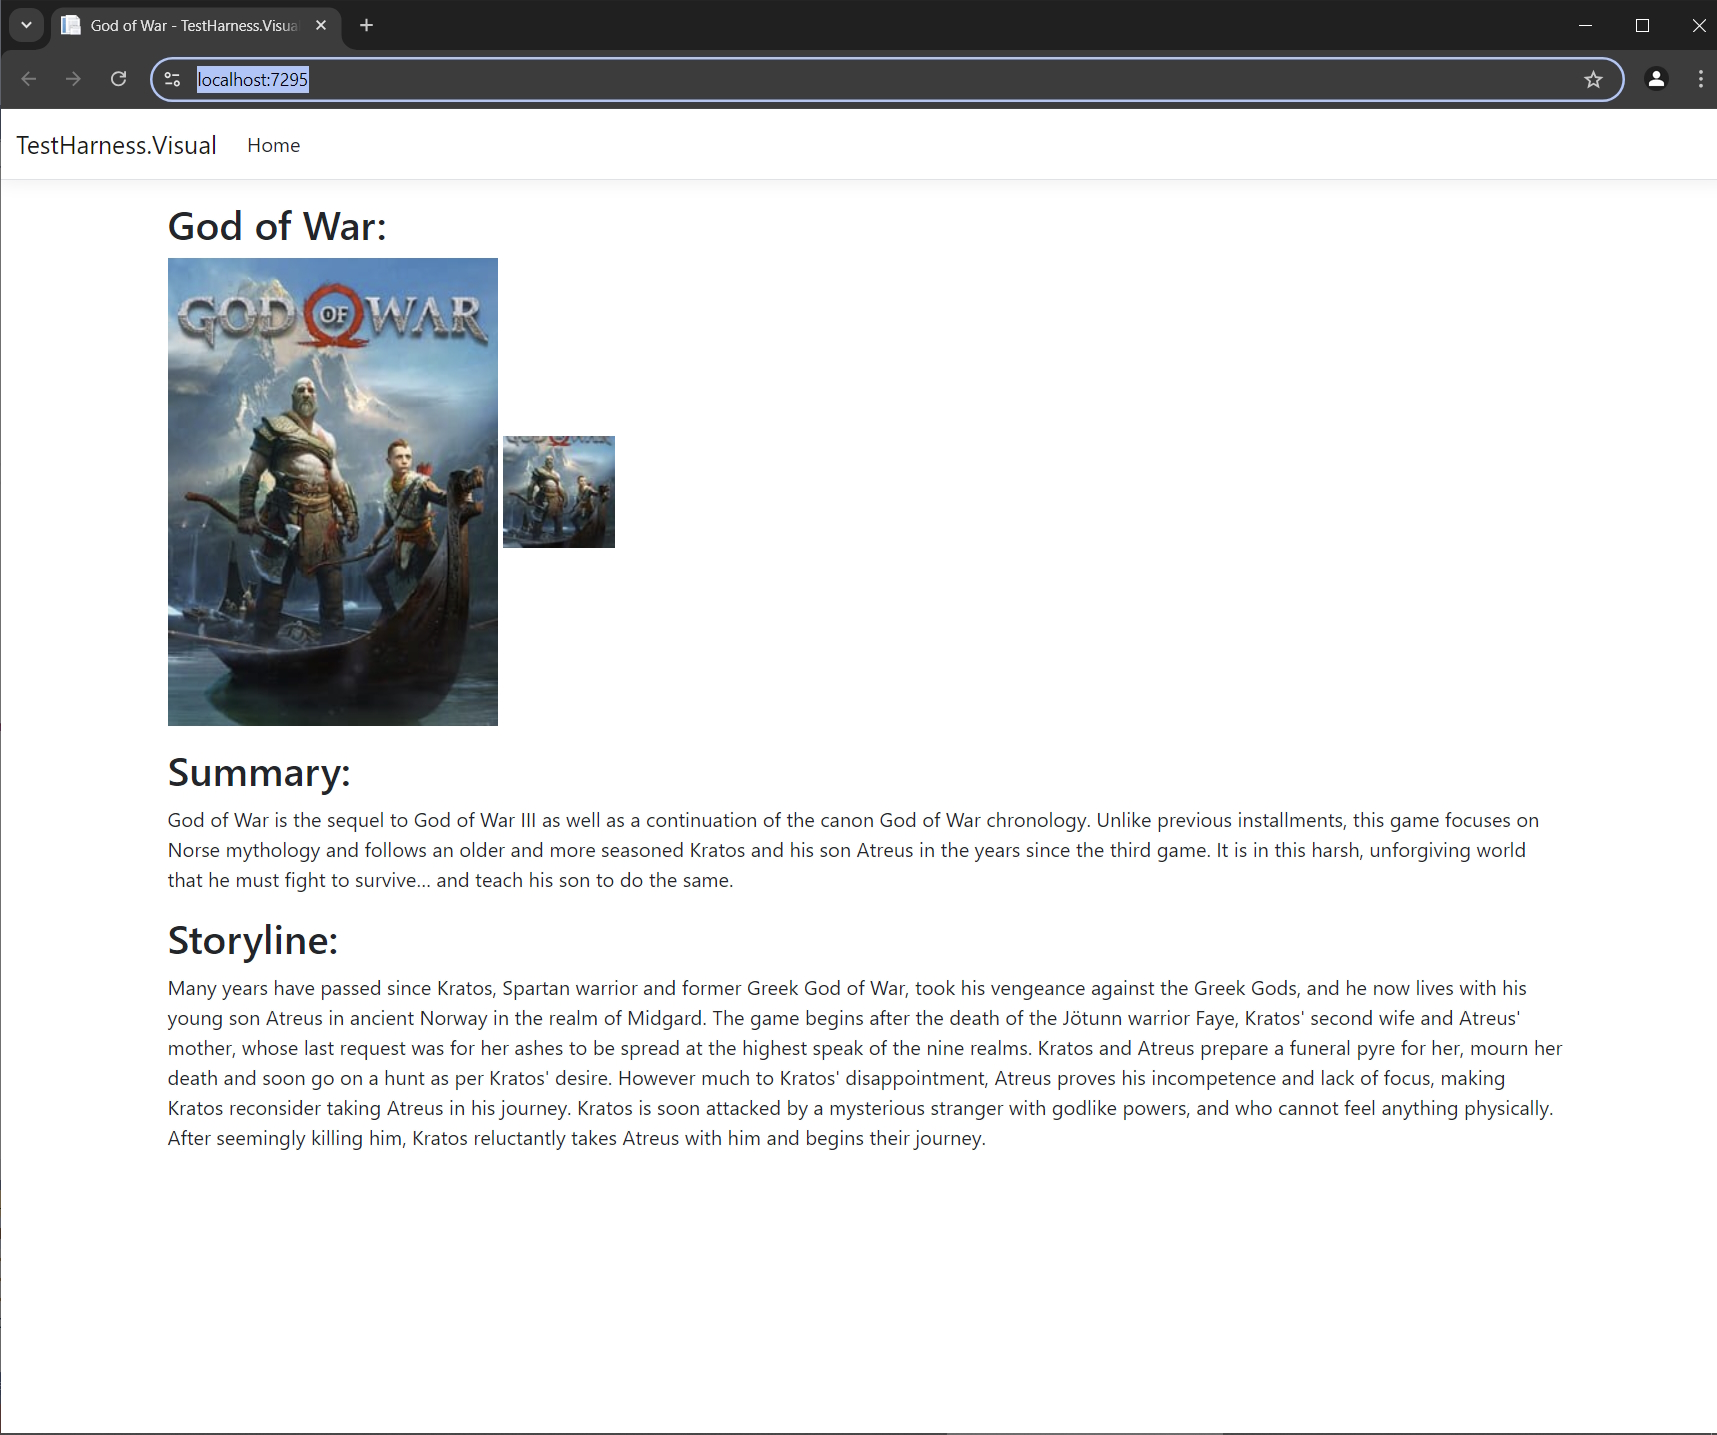 God of War - TestHarness.Visua
localhost:7295
TestHarness.Visual Home
God of War:
GOD OF WAR
Summary:
God of War is the sequel to God of War III as well as a continuation of the canon God of War chronology. Unlike previous installments, this game focuses on
Norse mythology and follows an older and more seasoned Kratos and his son Atreus in the years since the third game. It is in this harsh, unforgiving world
that he must fight to survive… and teach his son to do the same.
Storyline:
Many years have passed since Kratos, Spartan warrior and former Greek God of War, took his vengeance against the Greek Gods, and he now lives with his
young son Atreus in ancient Norway in the realm of Midgard. The game begins after the death of the Jötunn warrior Faye, Kratos' second wife and Atreus'
mother, whose last request was for her ashes to be spread at the highest speak of the nine realms. Kratos and Atreus prepare a funeral pyre for her, mourn her
death and soon go on a hunt as per Kratos' desire. However much to Kratos' disappointment, Atreus proves his incompetence and lack of focus, making
Kratos reconsider taking Atreus in his journey. Kratos is soon attacked by a mysterious stranger with godlike powers, and who cannot feel anything physically.
After seemingly killing him, Kratos reluctantly takes Atreus with him and begins their journey.